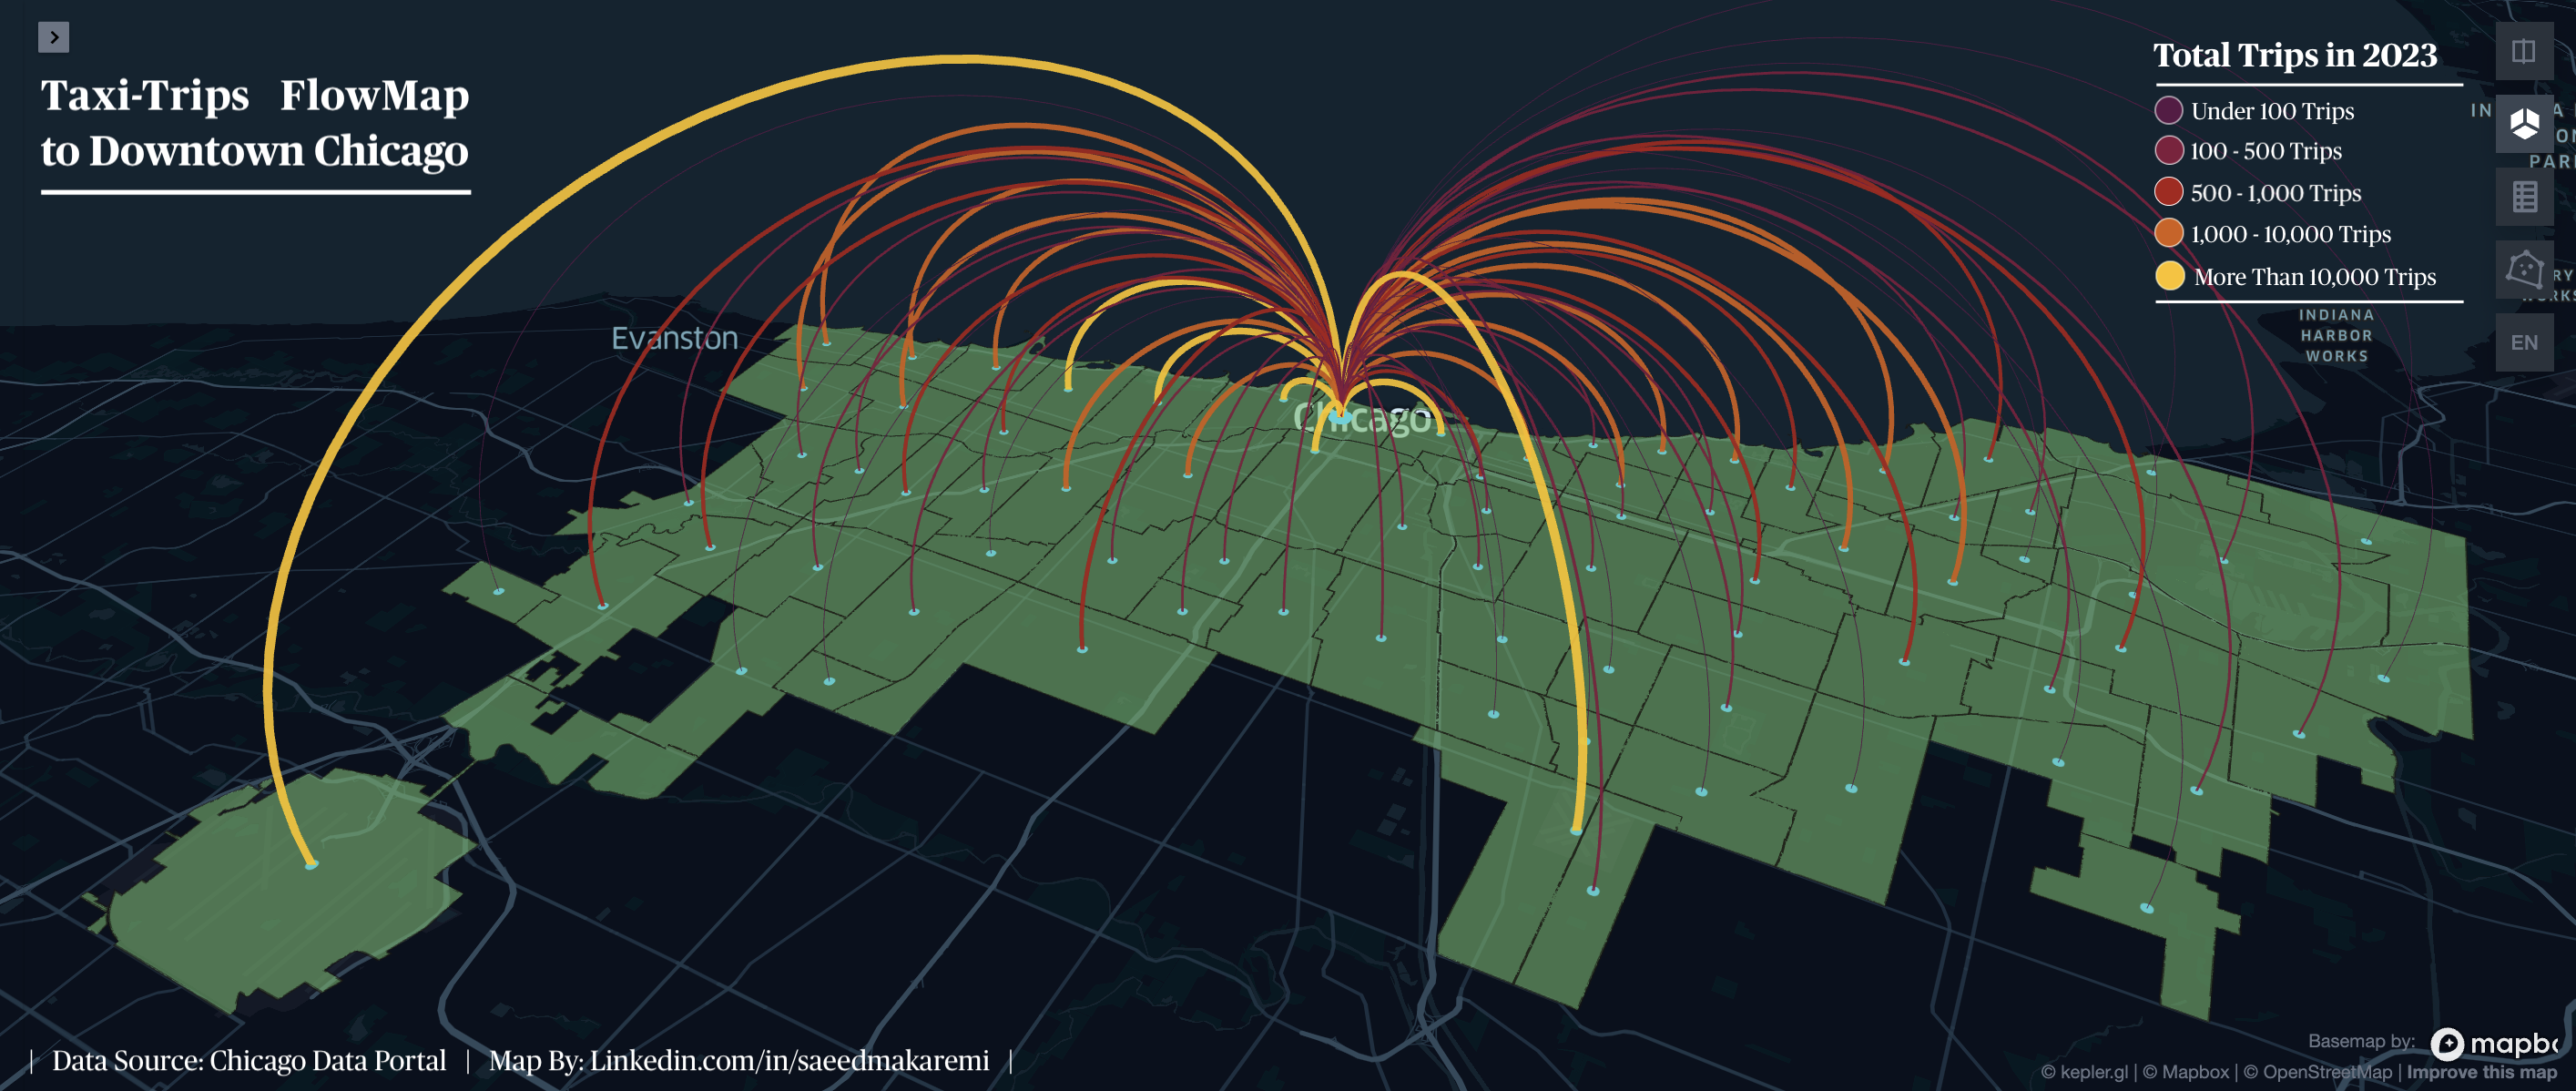 Taxi-Trips FlowMap
to Downtown Chicago
Total Trips in 2023
Under 100 Trips
100 - 500 Trips
500 - 1,000 Trips
1,000 - 10,000 Trips
More Than 10,000 Trips
EN
INDIANA
HARBOR
WORKS
Evanston
Chicago
| Data Source: Chicago Data Portal | Map By: Linkedin.com/in/saeedmakaremi |
Basemap by: mapbo
© kepler.gl | © Mapbox | © OpenStreetMap | Improve this map